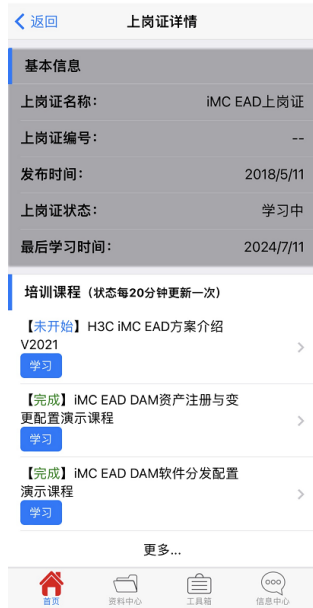 返回
上岗证详情
基本信息
上岗证名称： iMC EAD上岗证
上岗证编号： --
发布时间： 2018/5/11
上岗证状态： 学习中
最后学习时间： 2024/7/11
培训课程（状态每20分钟更新一次）
【未开始】H3C iMC EAD方案介绍
V2021
学习
【完成】iMC EAD DAM资产注册与变
更配置演示课程
学习
【完成】iMC EAD DAM软件分发配置
演示课程
学习
更多...
首页 资料中心 工具箱 信息中心